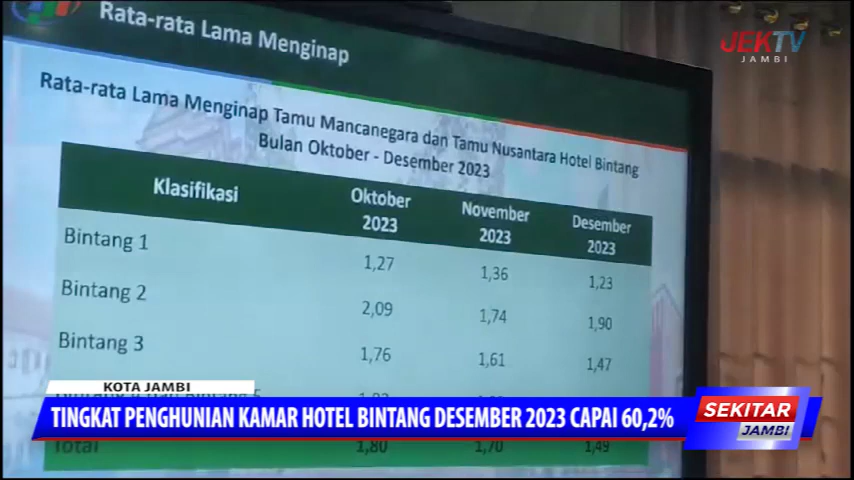 Rata-rata Lama Menginap
JEKTV
JAMBI
Rata-rata Lama Menginap Tamu Mancanegara dan Tamu Nusantara Hotel Bintang
Bulan Oktober - Desember 2023
Klasifikasi Oktober 2023 November 2023 Desember 2023
Bintang 1 1,27 1,36 1,23
Bintang 2 2,09 1,74 1,90
Bintang 3 1,76 1,61 1,47
KOTA JAMBI
TINGKAT PENGHUNIAN KAMAR HOTEL BINTANG DESEMBER 2023 CAPAI 60,2%
SEKITAR
JAMBI
Total 1,80 1,70 1,49